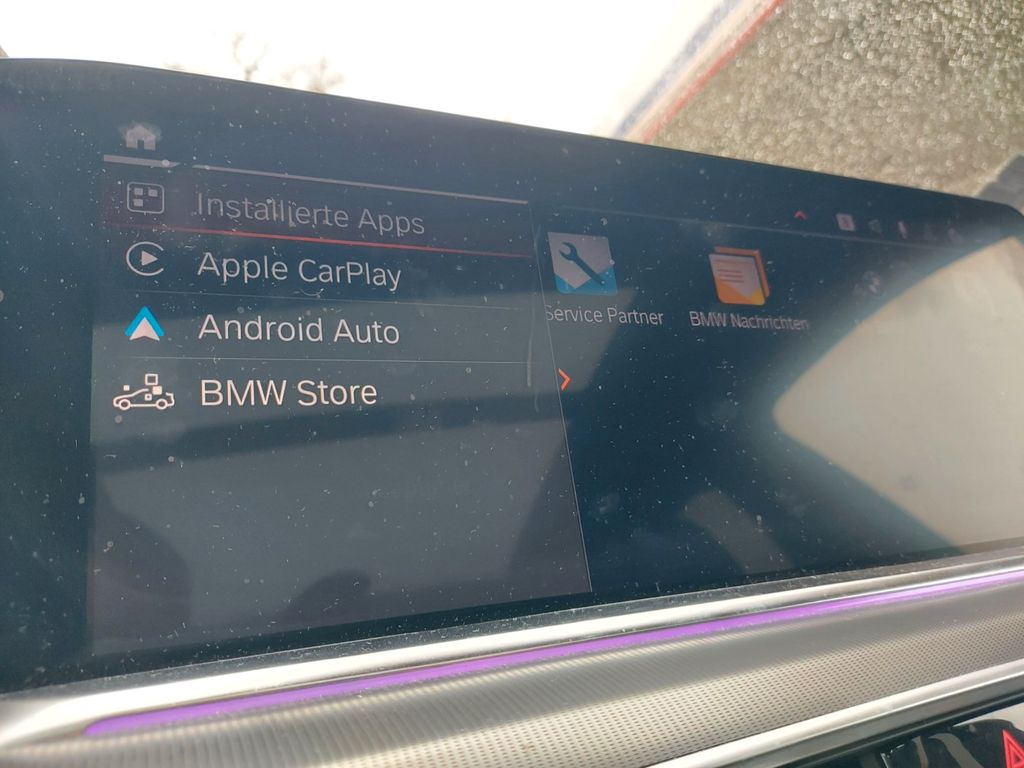 Installierte Apps
Apple CarPlay
Android Auto
BMW Store
Service Partner
BMW Nachrichten